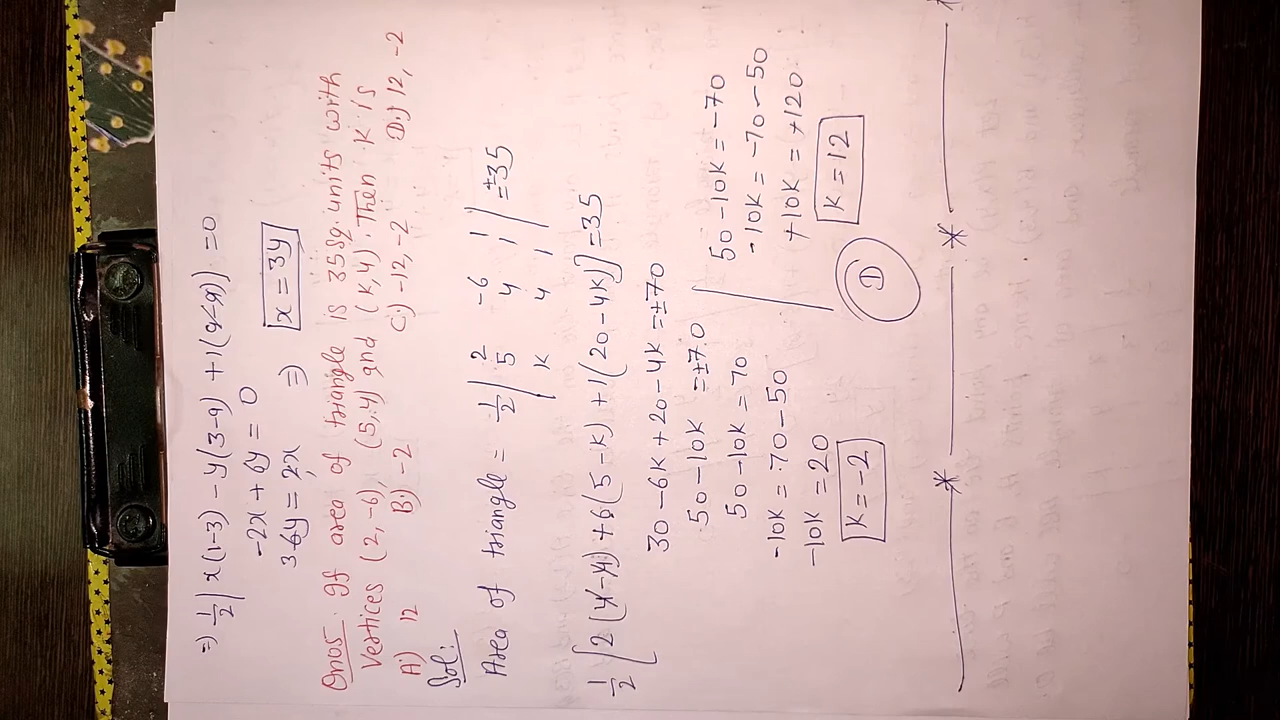 ⇒ 1/2 | x(1-3) - y(3-9) + 1(9-9)) = 0
-2x + 6y = 0
3 6y = 2x ⇒ x = 3y
Qno5. If area of triangle is 35 Sq. units with
vertices (2,-6), (5,4) and (K,4). Then K is
A) 12 B) -2 C) -12, -2 D) 12, -2
Sol:
Area of triangle = 1/2 | 2 -6 1 | = ±35
5 4 1
K 4 1
1/2 [2(4-4) + 6(5-K) + 1(20-4K)] = 35
30 - 6K + 20 - 4K = ±70
50 - 10K = ±70
50 - 10K = 70
-10K = 70 - 50
-10K = 20
K = -2
50 - 10K = -70
-10K = -70 - 50
+10K = +120
K = 12
D